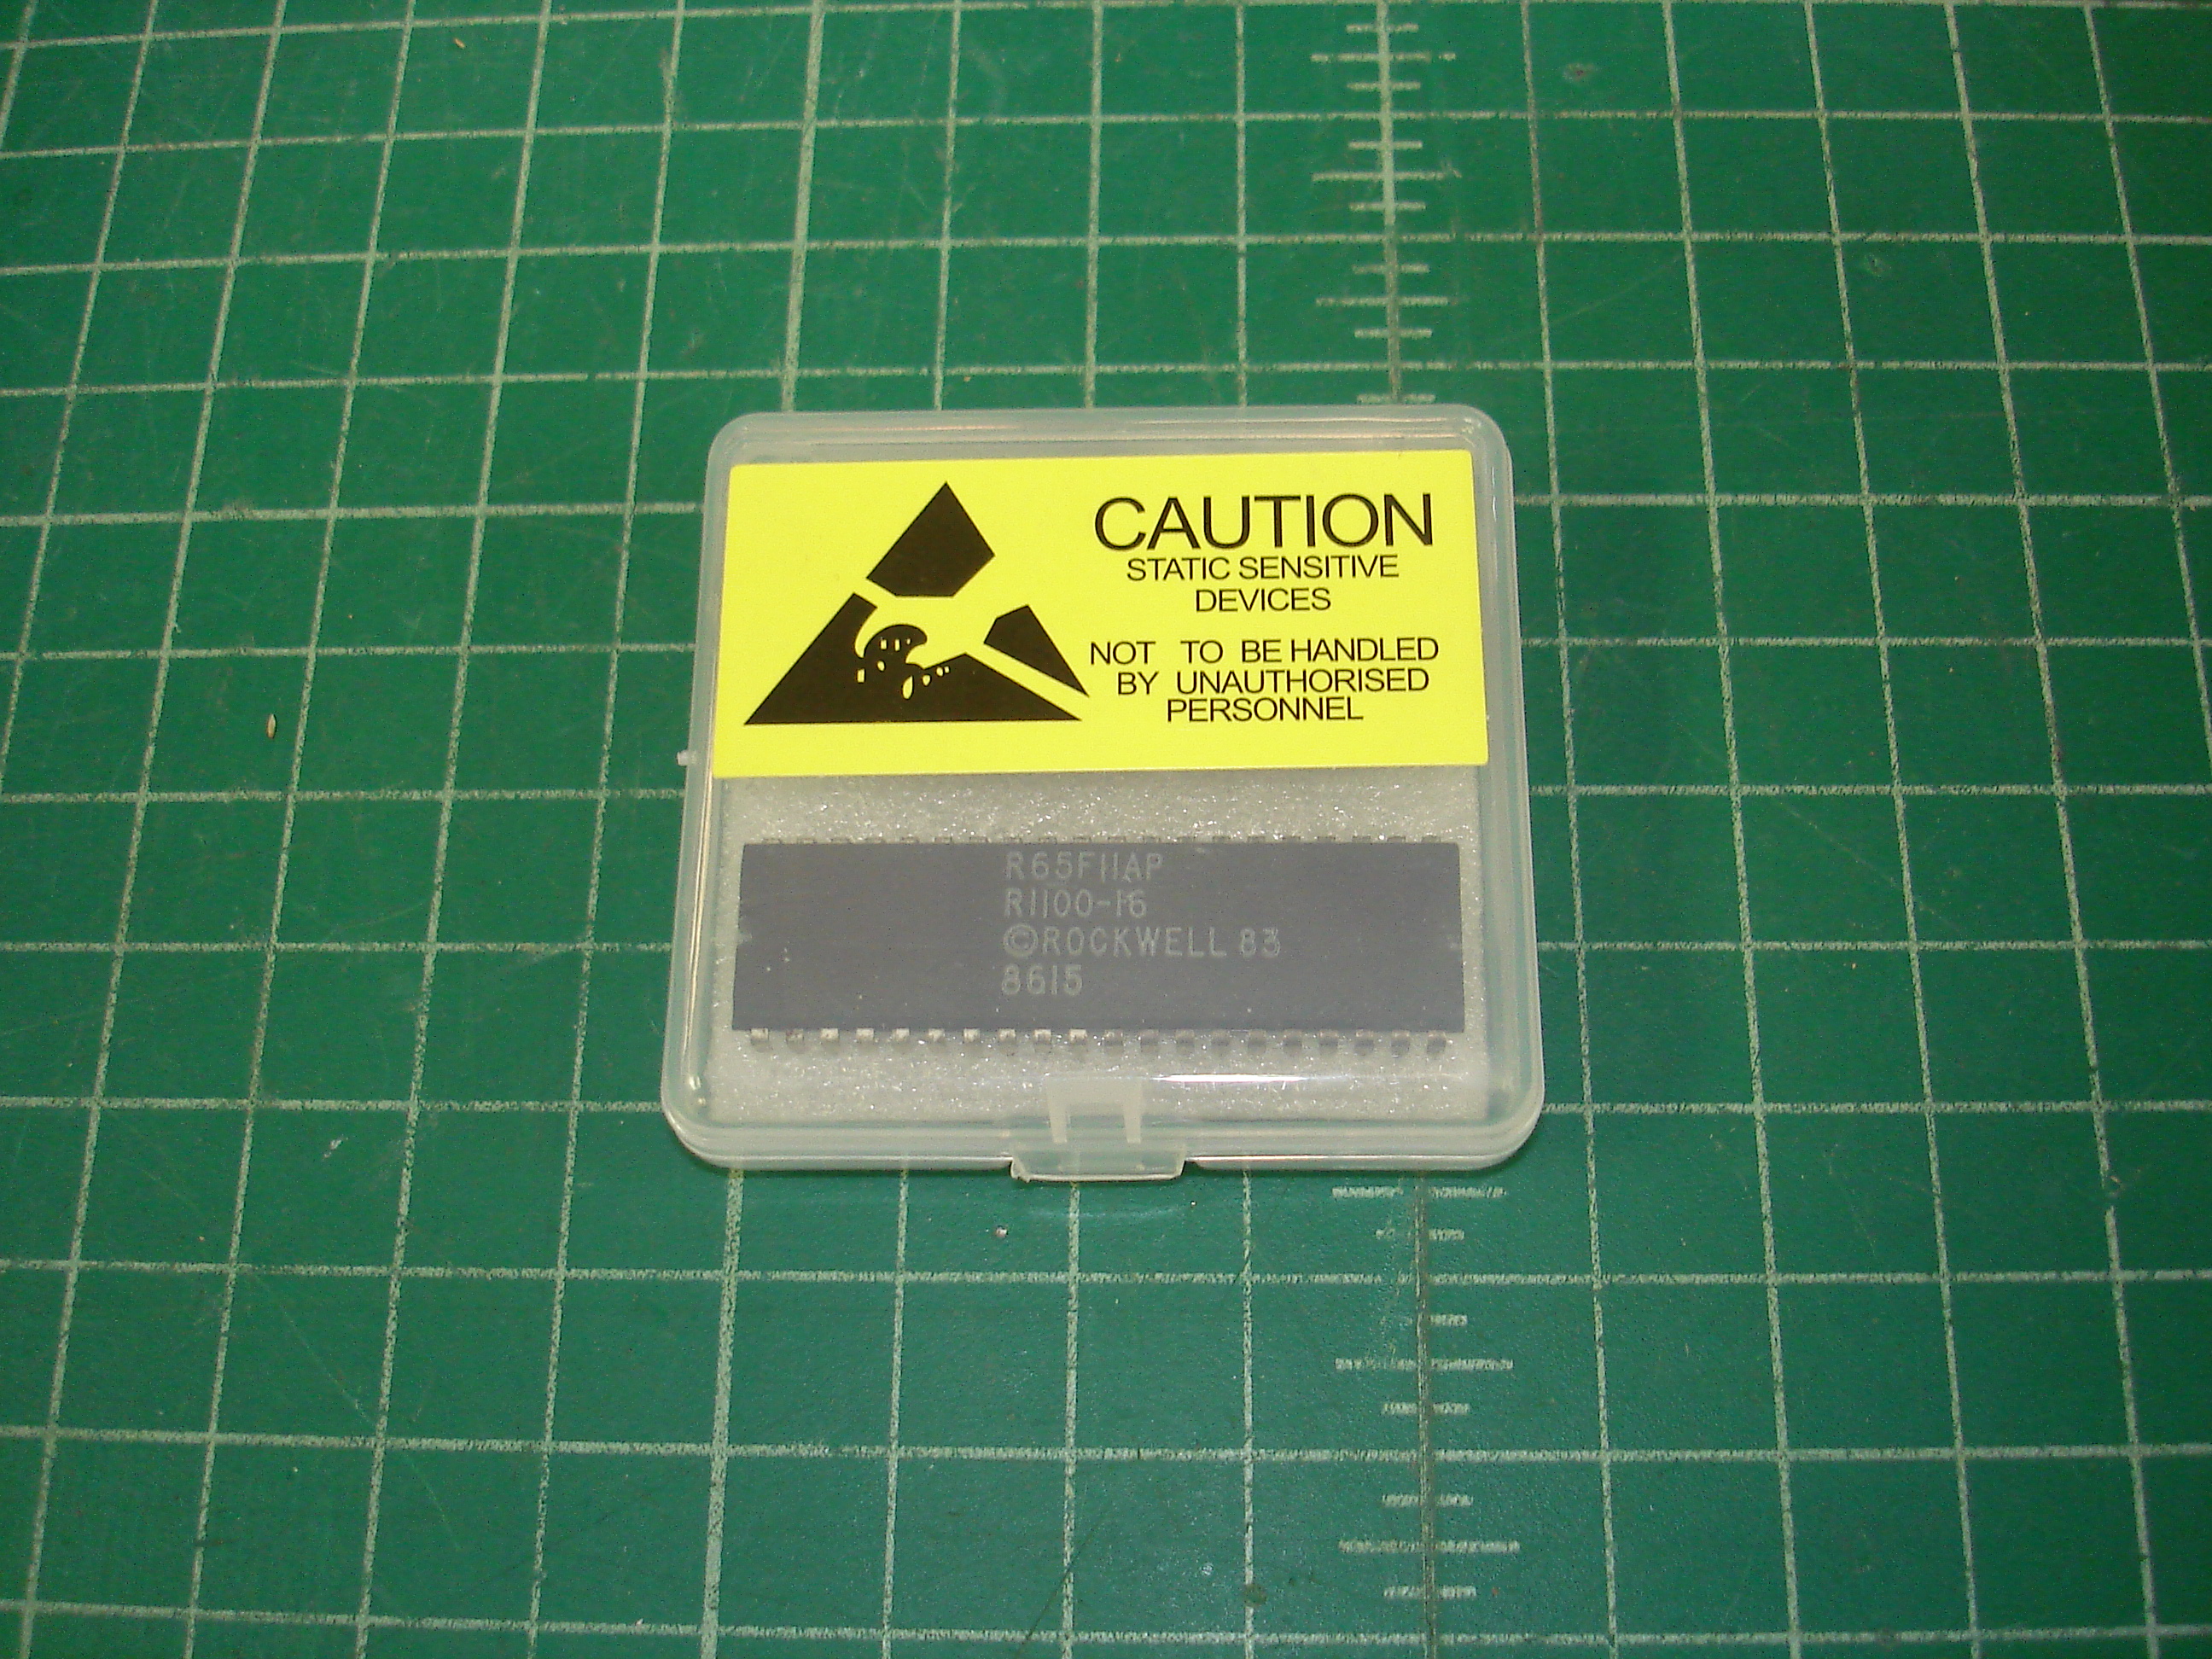 CAUTION
STATIC SENSITIVE
DEVICES
NOT TO BE HANDLED
BY UNAUTHORISED
PERSONNEL
R65F11AP
R1100-16
©ROCKWELL 83
8615